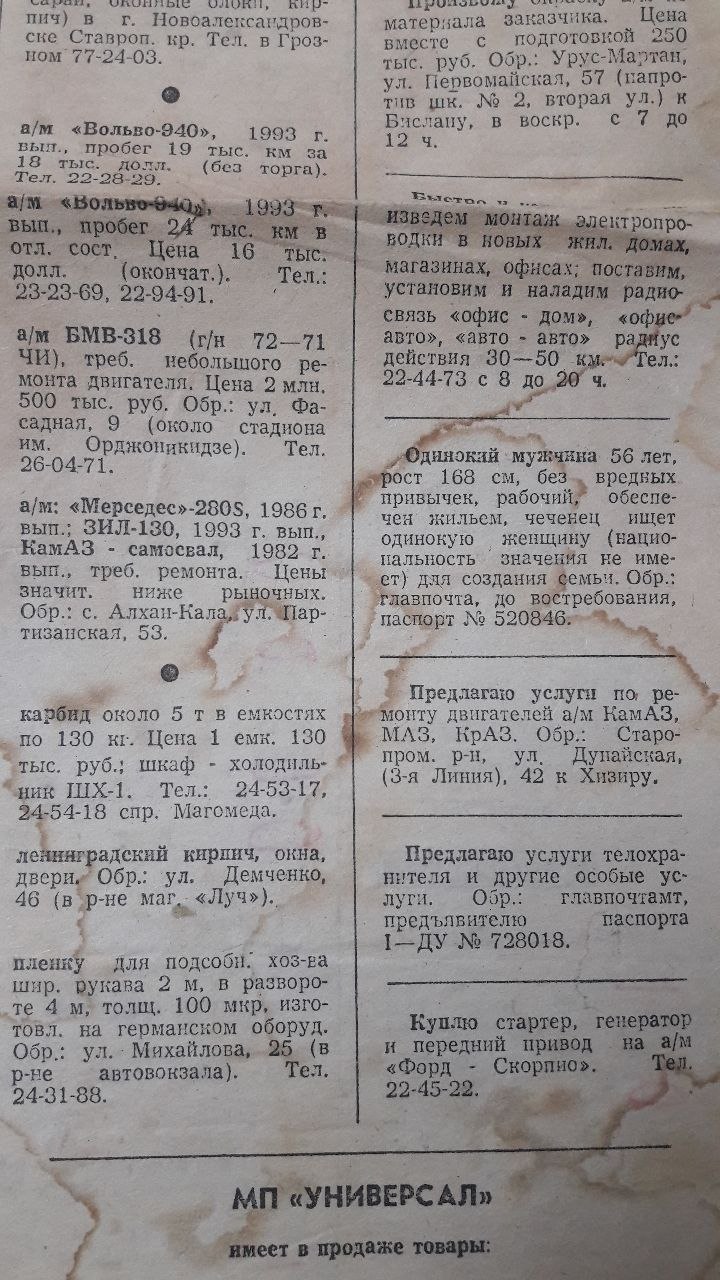 сарай, оконные блоки, кир-
пич) в г. Новоалександров-
ске Ставроп. кр. Тел. в Гроз-
ном 77-24-03.
а/м «Вольво-940», 1993 г.
вып., пробег 19 тыс. км за
18 тыс. долл. (без торга).
Тел. 22-28-29.
а/м «Вольво-940», 1993 г.
вып., пробег 24 тыс. км в
отл. сост. Цена 16 тыс.
долл. (окончат.). Тел.:
23-23-69, 22-94-91.
а/м БМВ-318 (г/н 72—71
ЧИ), треб. небольшого ре-
монта двигателя. Цена 2 млн.
500 тыс. руб. Обр.: ул. Фа-
садная, 9 (около стадиона
им. Орджоникидзе). Тел.
26-04-71.
а/м: «Мерседес»-280S, 1986 г.
вып.; ЗИЛ-130, 1993 г. вып.,
КамАЗ - самосвал, 1982 г.
вып., треб. ремонта. Цены
значит. ниже рыночных.
Обр.: с. Алхан-Кала, ул. Пар-
тизанская, 53.
карбид около 5 т в емкостях
по 130 кг. Цена 1 емк. 130
тыс. руб.; шкаф - холодиль-
ник ШХ-1. Тел.: 24-53-17,
24-54-18 спр. Магомеда.
ленинградский кирпич, окна,
двери. Обр.: ул. Демченко,
46 (в р-не маг. «Луч»).
пленку для подсобн. хоз-ва
шир. рукава 2 м, в разворо-
те 4 м, толщ. 100 мкр, изго-
товл. на германском оборуд.
Обр.: ул. Михайлова, 25 (в
р-не автовокзала). Тел.
24-31-88.
Произвожу окраску а/м из
материала заказчика. Цена
вместе с подготовкой 250
тыс. руб. Обр.: Урус-Мартан,
ул. Первомайская, 57 (напро-
тив шк. № 2, вторая ул.) к
Бислану, в воскр. с 7 до
12 ч.
Быстро и
изведем монтаж электропро-
водки в новых жил. домах,
магазинах, офисах; поставим,
установим и наладим радио-
связь «офис - дом», «офис-
авто», «авто - авто» радиус
действия 30—50 км. Тел.:
22-44-73 с 8 до 20 ч.
Одинокий мужчина 56 лет,
рост 168 см, без вредных
привычек, рабочий, обеспе-
чен жильем, чеченец ищет
одинокую женщину (нацио-
нальность значения не име-
ет) для создания семьи. Обр.:
главпочта, до востребования,
паспорт № 520846.
Предлагаю услуги по ре-
монту двигателей а/м КамАЗ,
МАЗ, КрАЗ. Обр.: Старо-
пром. р-н, ул. Дунайская,
(3-я Линия), 42 к Хизиру.
Предлагаю услуги телохра-
нителя и другие особые ус-
луги. Обр.: главпочтамт,
предъявителю паспорта
I—ДУ № 728018.
Куплю стартер, генератор
и передний привод на а/м
«Форд - Скорпио». Тел.
22-45-22.
МП «УНИВЕРСАЛ»
имеет в продаже товары: